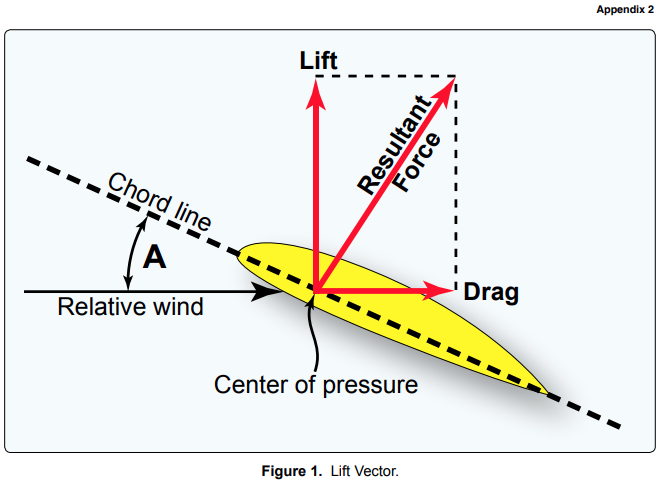 Appendix 2
Lift
Resultant
Force
Chord line
A
Drag
Relative wind
Center of pressure
Figure 1. Lift Vector.